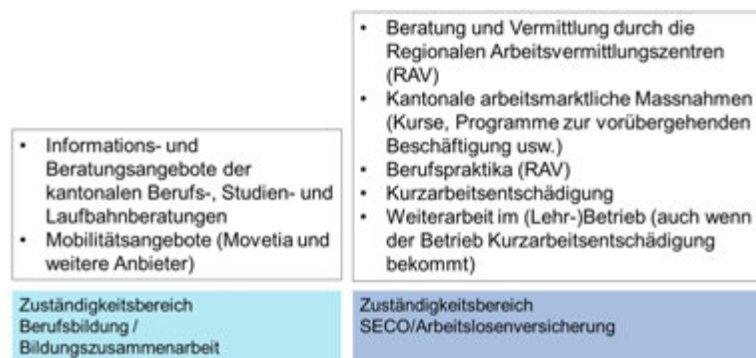 • Informations- und
Beratungsangebote der
kantonalen Berufs-, Studien- und
Laufbahnberatungen
• Mobilitätsangebote (Movetia und
weitere Anbieter)
Zuständigkeitsbereich
Berufsbildung /
Bildungszusammenarbeit
• Beratung und Vermittlung durch die
Regionalen Arbeitsvermittlungszentren
(RAV)
• Kantonale arbeitsmarktliche Massnahmen
(Kurse, Programme zur vorübergehenden
Beschäftigung usw.)
• Berufspraktika (RAV)
• Kurzarbeitsentschädigung
• Weiterarbeit im (Lehr-)Betrieb (auch wenn
der Betrieb Kurzarbeitsentschädigung
bekommt)
Zuständigkeitsbereich
SECO/Arbeitslosenversicherung